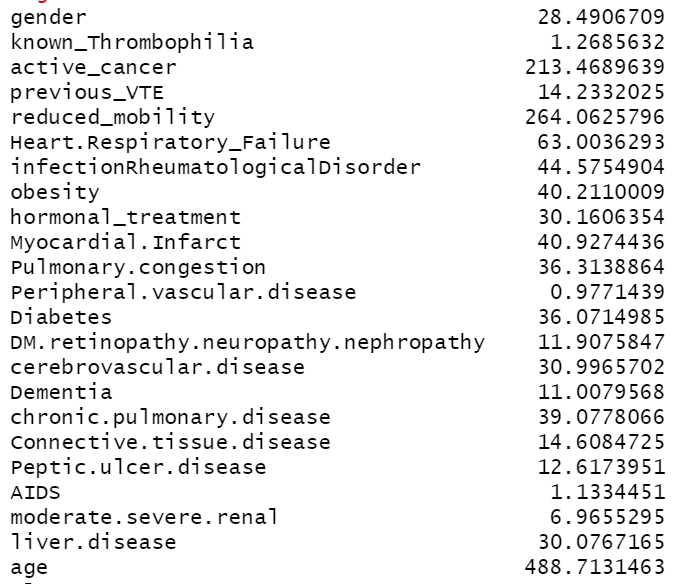 gender 28.4906709
known_Thrombophilia 1.2685632
active_cancer 213.4689639
previous_VTE 14.2332025
reduced_mobility 264.0625796
Heart.Respiratory_Failure 63.0036293
infectionRheumatologicalDisorder 44.5754904
obesity 40.2110009
hormonal_treatment 30.1606354
Myocardial.Infarct 40.9274436
Pulmonary.congestion 36.3138864
Peripheral.vascular.disease 0.9771439
Diabetes 36.0714985
DM.retinopathy.neuropathy.nephropathy 11.9075847
cerebrovascular.disease 30.9965702
Dementia 11.0079568
chronic.pulmonary.disease 39.0778066
Connective.tissue.disease 14.6084725
Peptic.ulcer.disease 12.6173951
AIDS 1.1334451
moderate.severe.renal 6.9655295
liver.disease 30.0767165
age 488.7131463